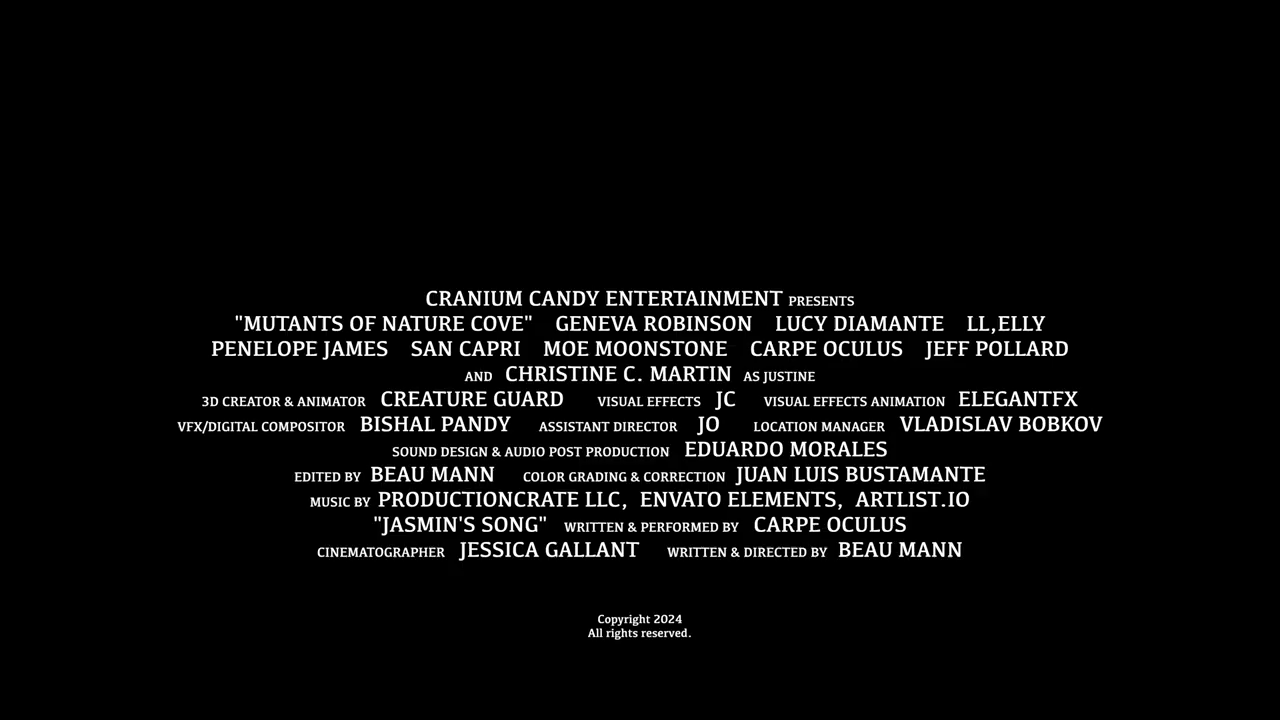 CRANIUM CANDY ENTERTAINMENT PRESENTS
"MUTANTS OF NATURE COVE" GENEVA ROBINSON LUCY DIAMANTE LL,ELLY
PENELOPE JAMES SAN CAPRI MOE MOONSTONE CARPE OCULUS JEFF POLLARD
AND CHRISTINE C. MARTIN AS JUSTINE
3D CREATOR & ANIMATOR CREATURE GUARD VISUAL EFFECTS JC VISUAL EFFECTS ANIMATION ELEGANTFX
VFX/DIGITAL COMPOSITOR BISHAL PANDY ASSISTANT DIRECTOR JO LOCATION MANAGER VLADISLAV BOBKOV
SOUND DESIGN & AUDIO POST PRODUCTION EDUARDO MORALES
EDITED BY BEAU MANN COLOR GRADING & CORRECTION JUAN LUIS BUSTAMANTE
MUSIC BY PRODUCTIONCRATE LLC, ENVATO ELEMENTS, ARTLIST.IO
"JASMIN'S SONG" WRITTEN & PERFORMED BY CARPE OCULUS
CINEMATOGRAPHER JESSICA GALLANT WRITTEN & DIRECTED BY BEAU MANN
Copyright 2024
All rights reserved.